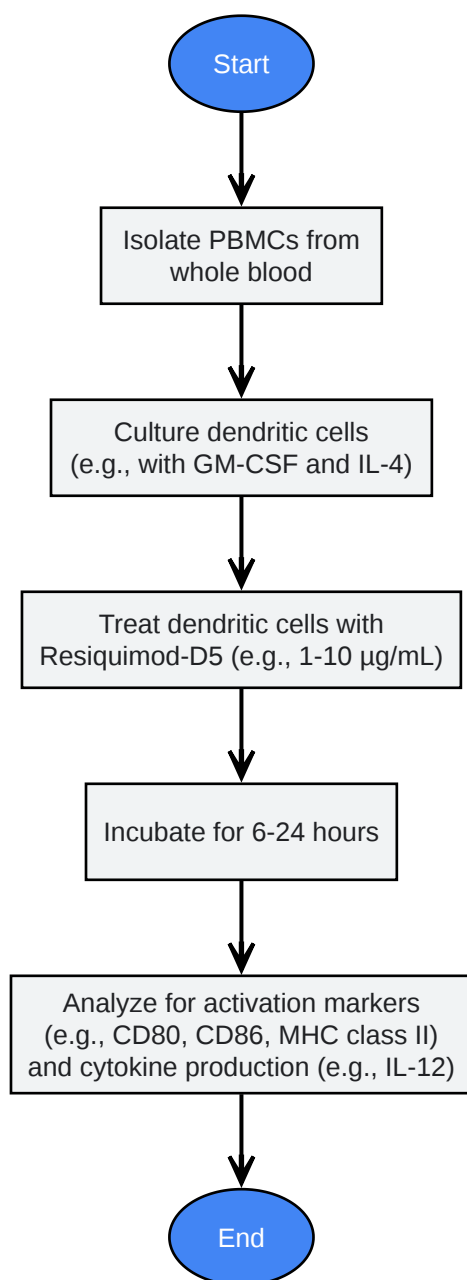 Start
Isolate PBMCs from
whole blood
Culture dendritic cells
(e.g., with GM-CSF and IL-4)
Treat dendritic cells with
Resiquimod-D5 (e.g., 1-10 µg/mL)
Incubate for 6-24 hours
Analyze for activation markers
(e.g., CD80, CD86, MHC class II)
and cytokine production (e.g., IL-12)
End